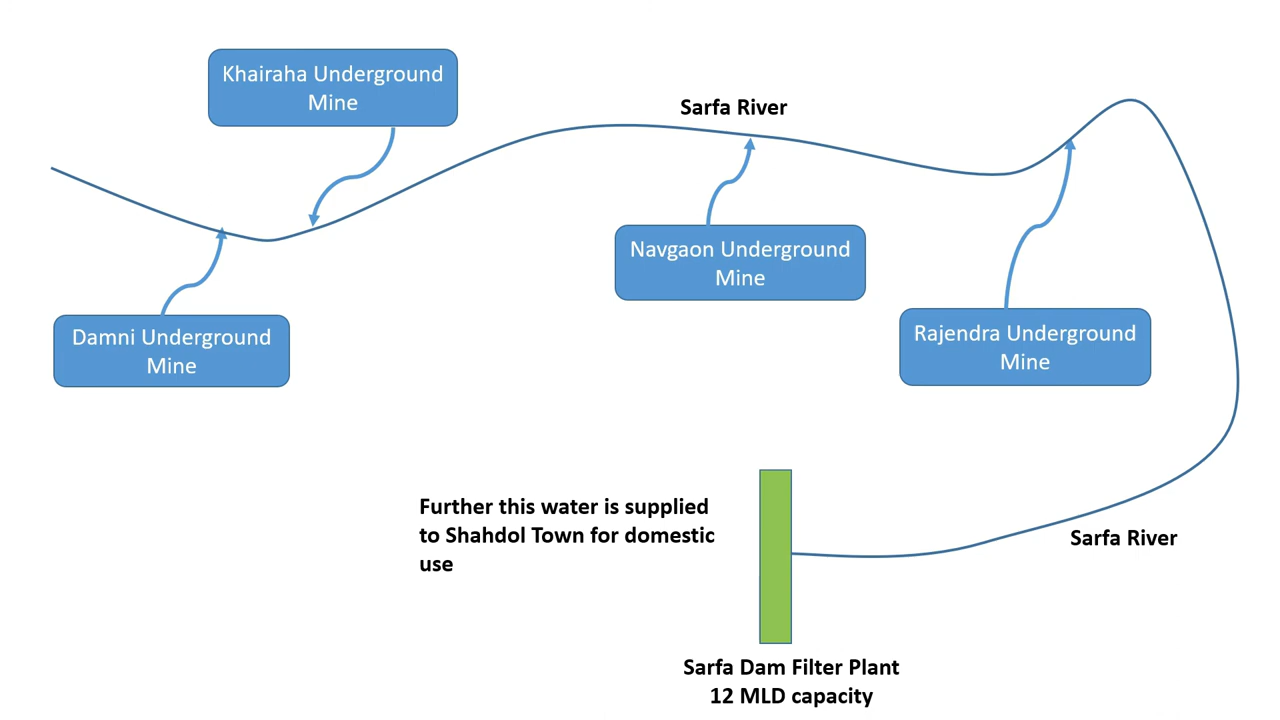 Khairaha Underground
Mine
Sarfa River
Navgaon Underground
Mine
Damni Underground
Mine
Rajendra Underground
Mine
Further this water is supplied
to Shahdol Town for domestic
use
Sarfa River
Sarfa Dam Filter Plant
12 MLD capacity